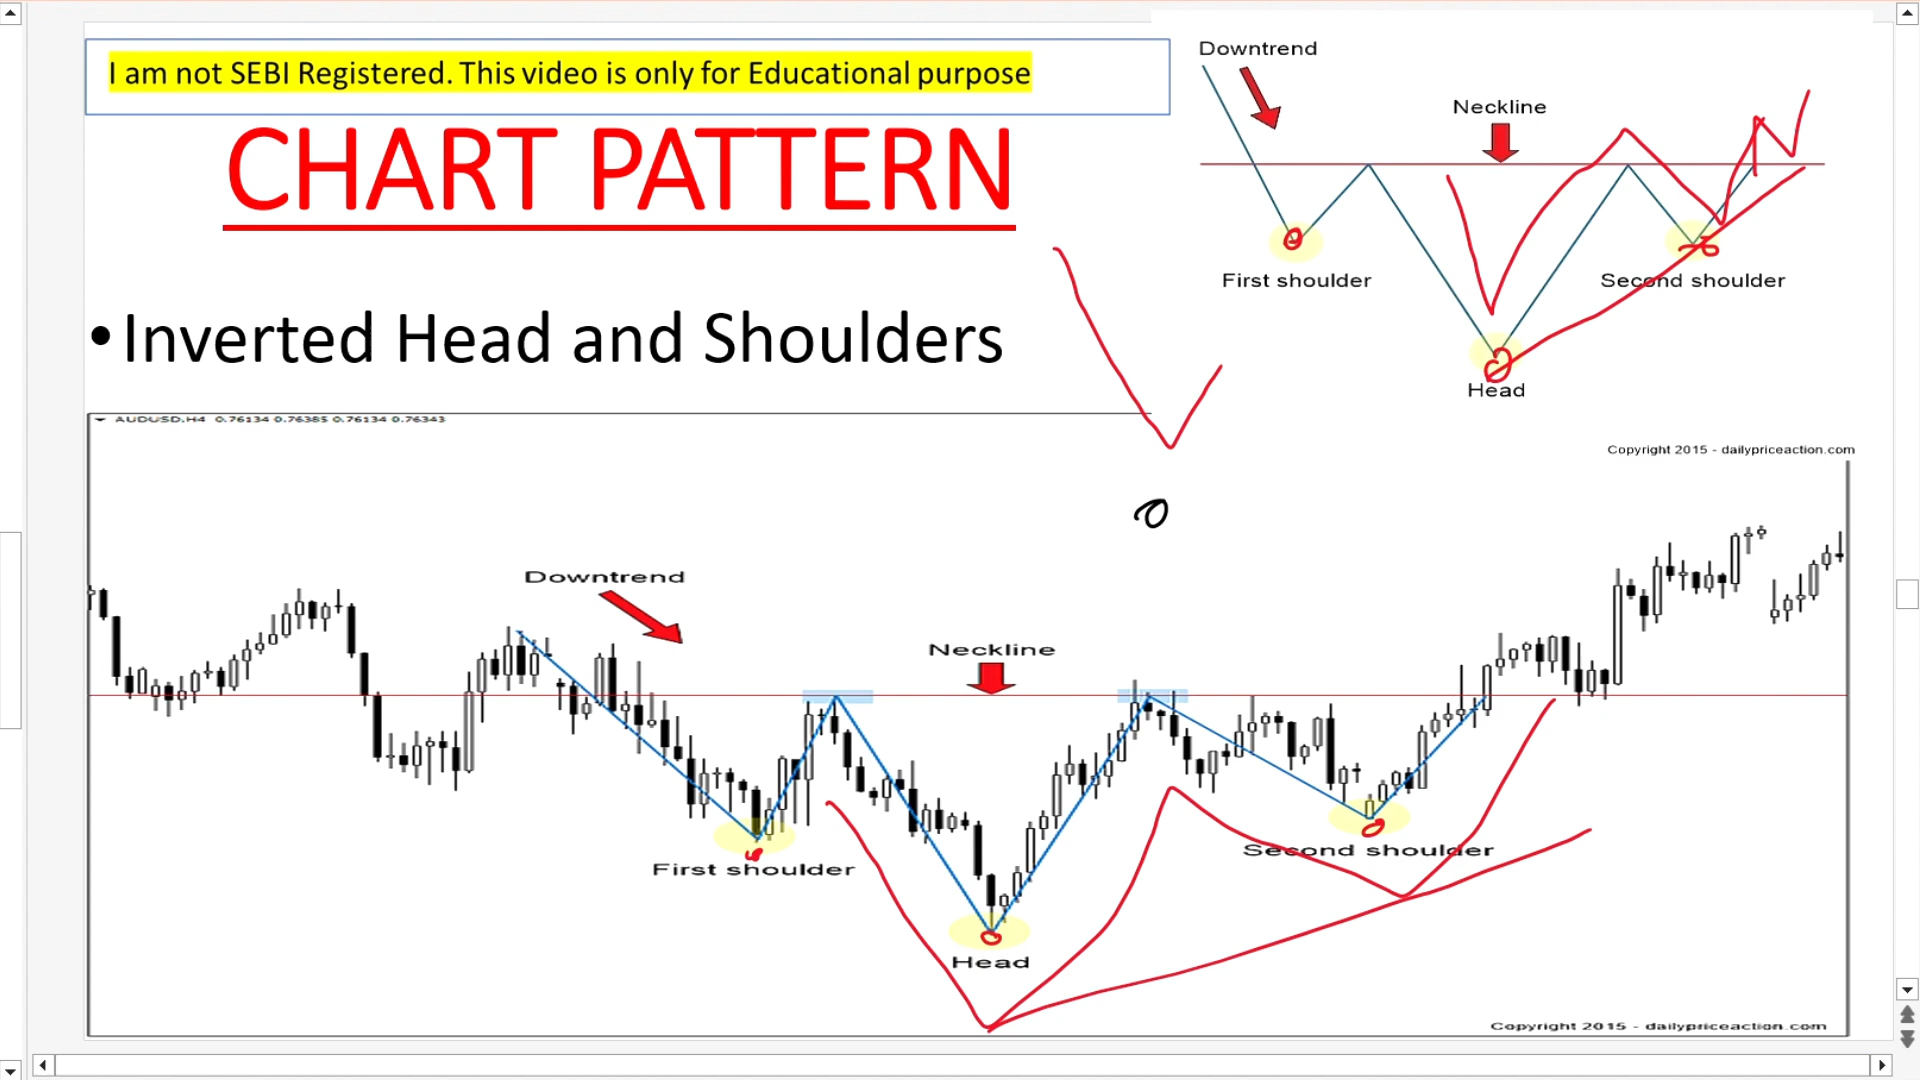 I am not SEBI Registered. This video is only for Educational purpose
CHART PATTERN
• Inverted Head and Shoulders
Downtrend
Neckline
First shoulder
Second shoulder
Head
Copyright 2015 - dailypriceaction.com
AUDUSD.H4 0.76134 0.76385 0.76134 0.76343
Downtrend
Neckline
First shoulder
Second shoulder
Head
Copyright 2015 - dailypriceaction.com